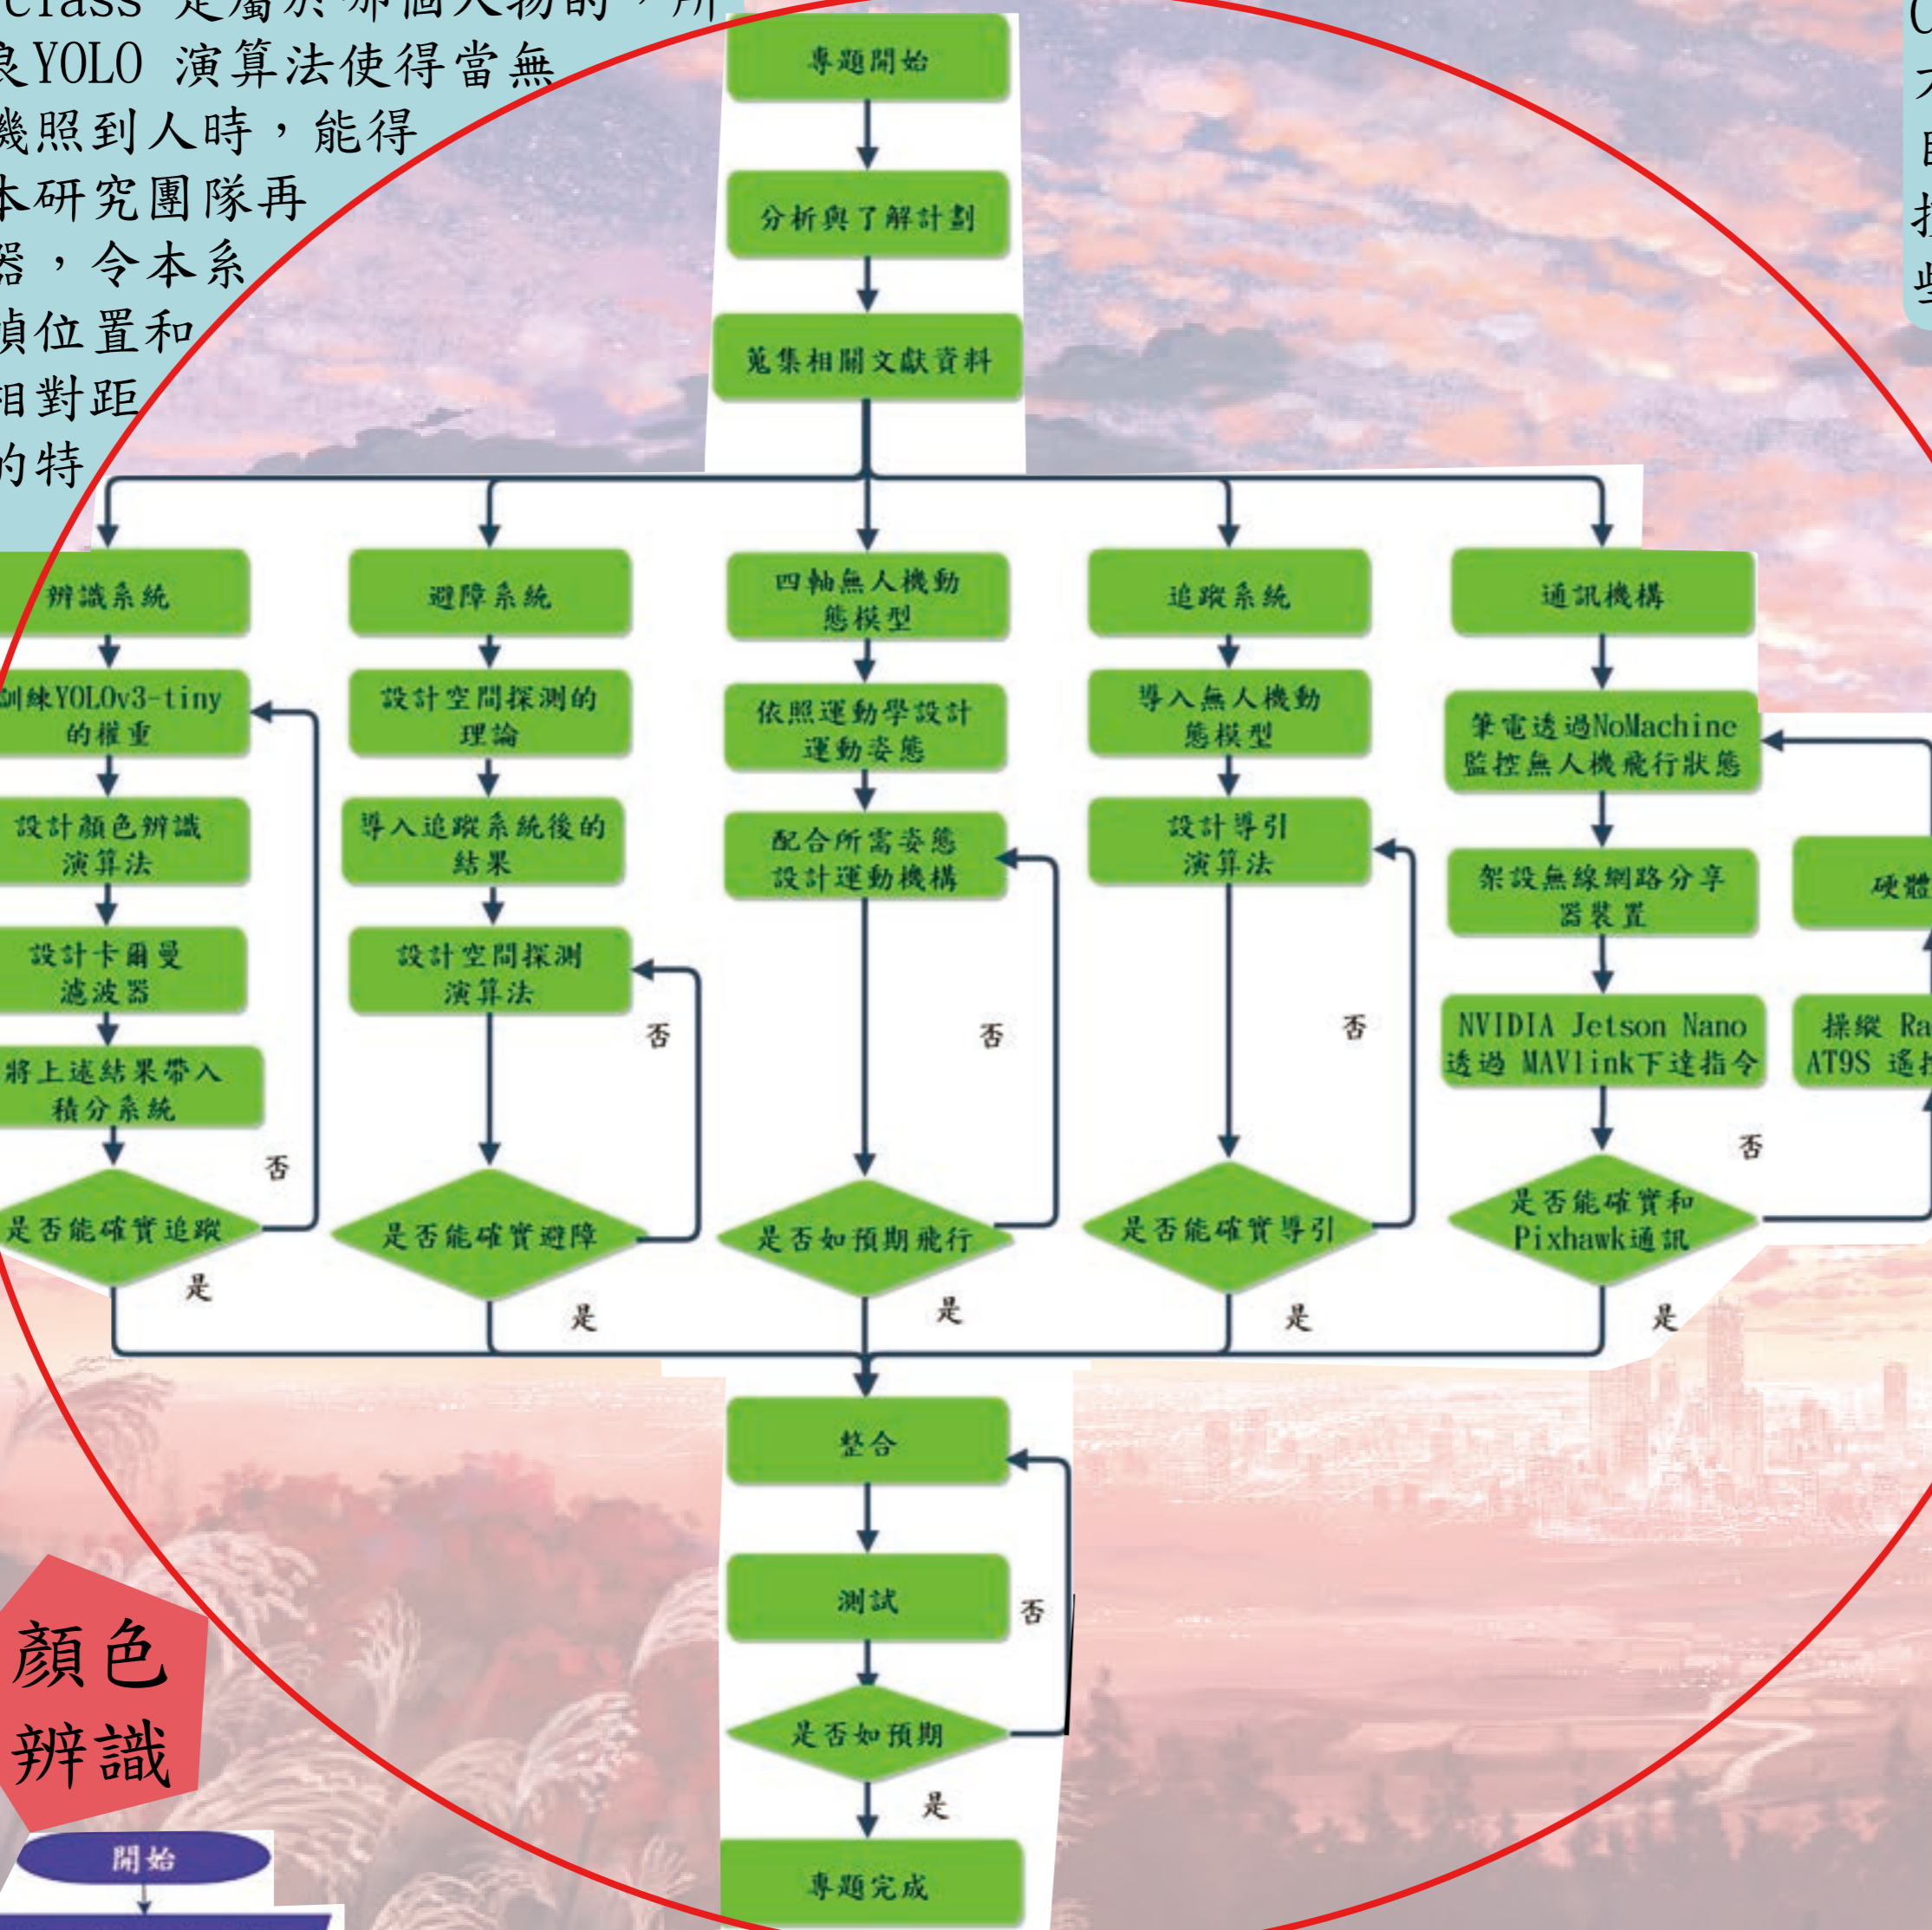 class 是屬於哪個人物的，所
良YOLO 演算法使得當無
機照到人時，能得
本研究團隊再
器，令本系
位置和
相對距
的特
專題開始
分析與了解計劃
蒐集相關文獻資料
辨識系統
訓練YOLOv3-tiny
的權重
設計顏色辨識
演算法
設計卡爾曼
濾波器
將上述結果帶入
積分系統
否
是否能確實追蹤
是
避障系統
設計空間探測的
理論
導入追蹤系統後的
結果
設計空間探測
演算法
否
是否能確實避障
是
四軸無人機動
態模型
依照運動學設計
運動姿態
配合所需姿態
設計運動機構
否
是否如預期飛行
是
追蹤系統
導入無人機動
態模型
設計導引
演算法
否
是否能確實導引
是
通訊機構
筆電透過NoMachine
監控無人機飛行狀態
架設無線網路分享
器裝置
NVIDIA Jetson Nano
透過 MAVlink下達指令
否
是否能確實和
Pixhawk通訊
是
硬體
操縱 Ra
AT9S 遙控
整合
測試
否
是否如預期
是
專題完成
顏色
辨識
開始